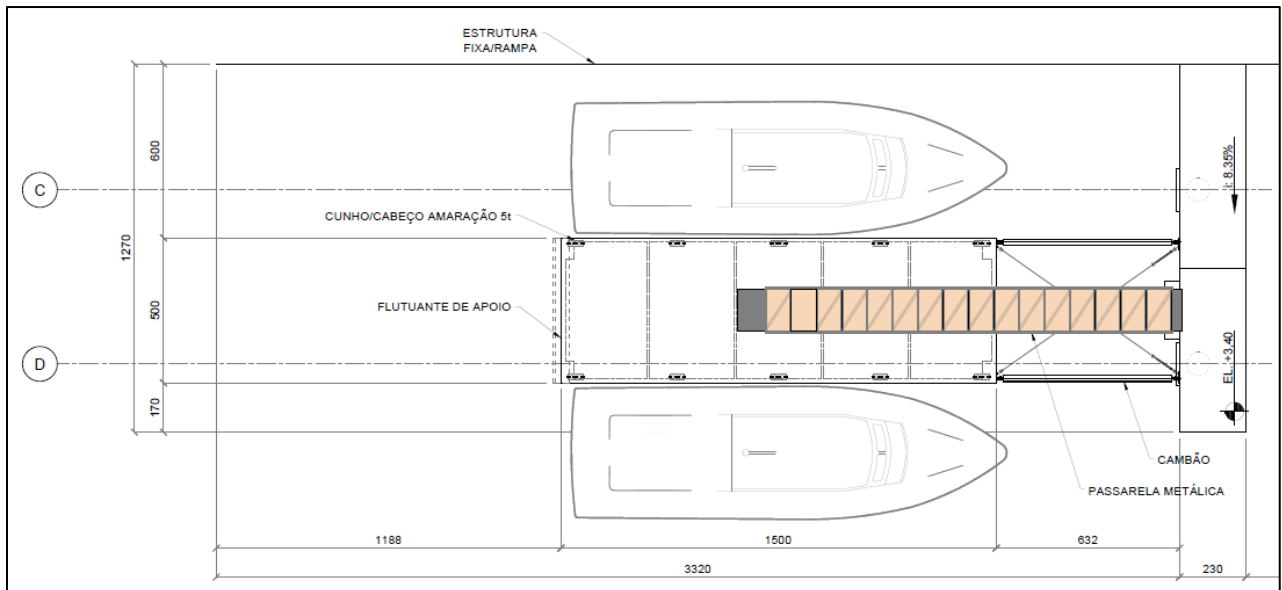 ESTRUTURA
FIXA/RAMPA
600
1270
C
i: 8.35%
CUNHO/CABEÇO AMARAÇÃO 5t
500
FLUTUANTE DE APOIO
D
EL. +3.40
170
CAMBÃO
PASSARELA METÁLICA
1188
1500
632
3320
230